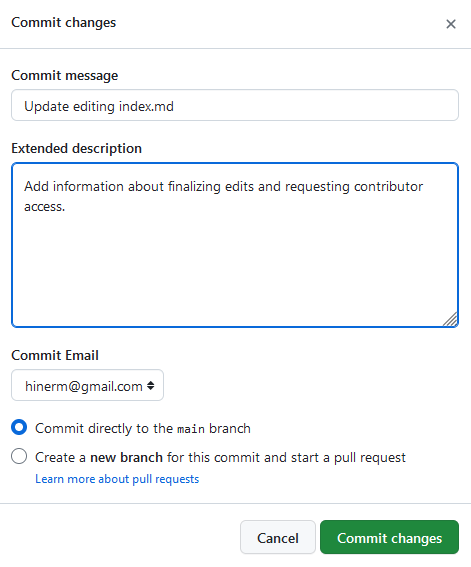 Commit changes
Commit message
Update editing index.md
Extended description
Add information about finalizing edits and requesting contributor
access.
Commit Email
hinerm@gmail.com
Commit directly to the main branch
Create a new branch for this commit and start a pull request
Learn more about pull requests
Cancel
Commit changes